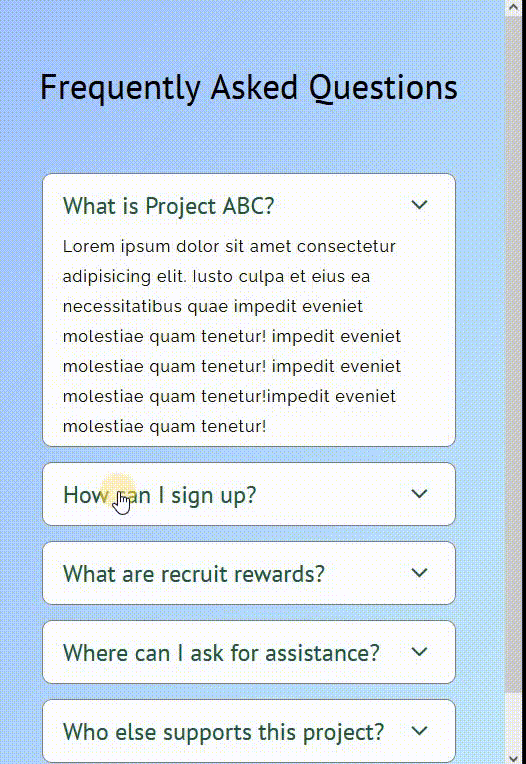 Frequently Asked Questions
What is Project ABC?
Lorem ipsum dolor sit amet consectetur
adipisicing elit. Iusto culpa et eius ea
necessitatibus quae impedit eveniet
molestiae quam tenetur! impedit eveniet
molestiae quam tenetur! impedit eveniet
molestiae quam tenetur!impedit eveniet
molestiae quam tenetur!
How can I sign up?
What are recruit rewards?
Where can I ask for assistance?
Who else supports this project?